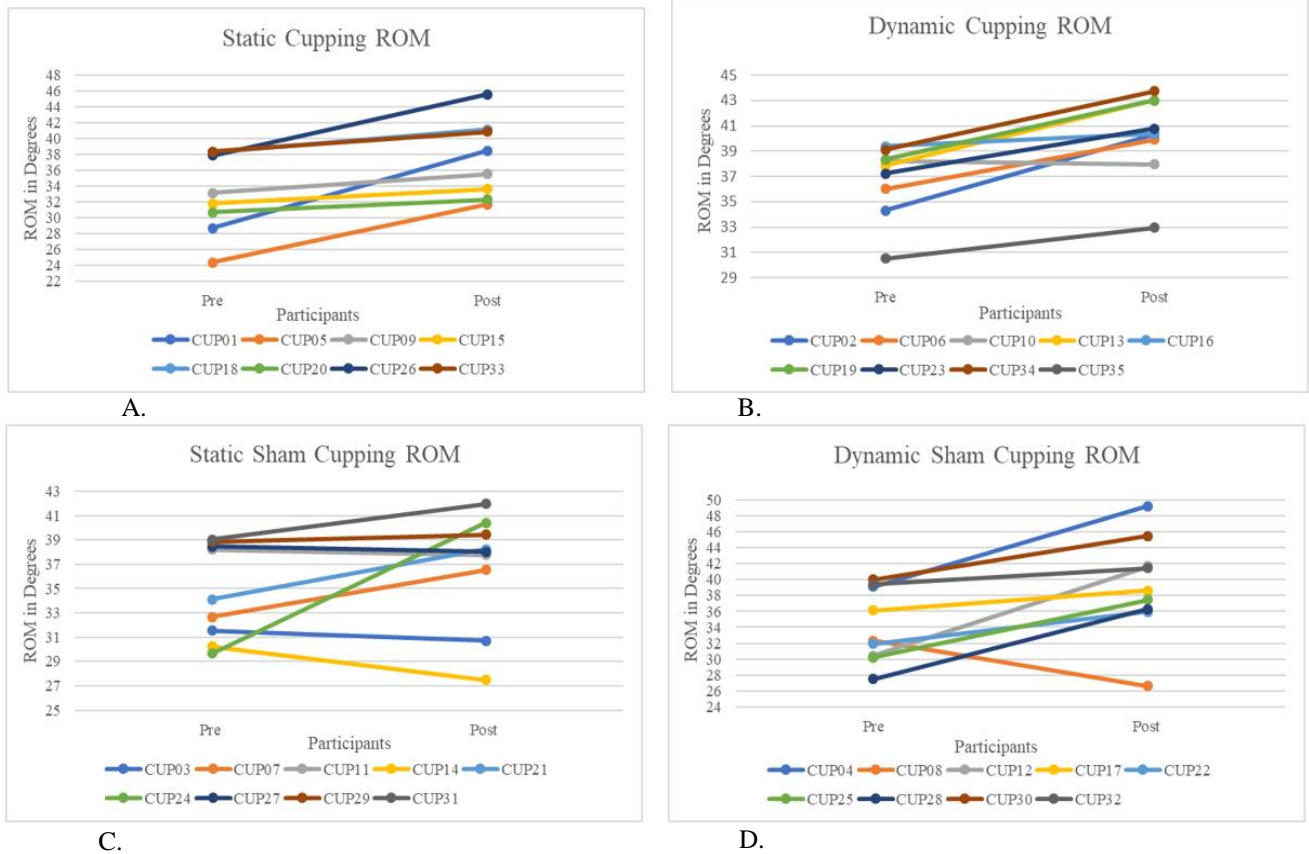 Static Cupping ROM
ROM in Degrees
48
46
44
42
40
38
36
34
32
30
28
26
24
22
Pre
Post
Participants
CUP01 CUP05 CUP09 CUP15
CUP18 CUP20 CUP26 CUP33
A.
Dynamic Cupping ROM
ROM in Degrees
45
43
41
39
37
35
33
31
29
Pre
Post
Participants
CUP02 CUP06 CUP10 CUP13 CUP16
CUP19 CUP23 CUP34 CUP35
B.
Static Sham Cupping ROM
ROM in Degrees
43
41
39
37
35
33
31
29
27
25
Pre
Post
Participants
CUP03 CUP07 CUP11 CUP14 CUP21
CUP24 CUP27 CUP29 CUP31
C.
Dynamic Sham Cupping ROM
ROM in Degrees
50
48
46
44
42
40
38
36
34
32
30
28
26
24
Pre
Post
Participants
CUP04 CUP08 CUP12 CUP17 CUP22
CUP25 CUP28 CUP30 CUP32
D.